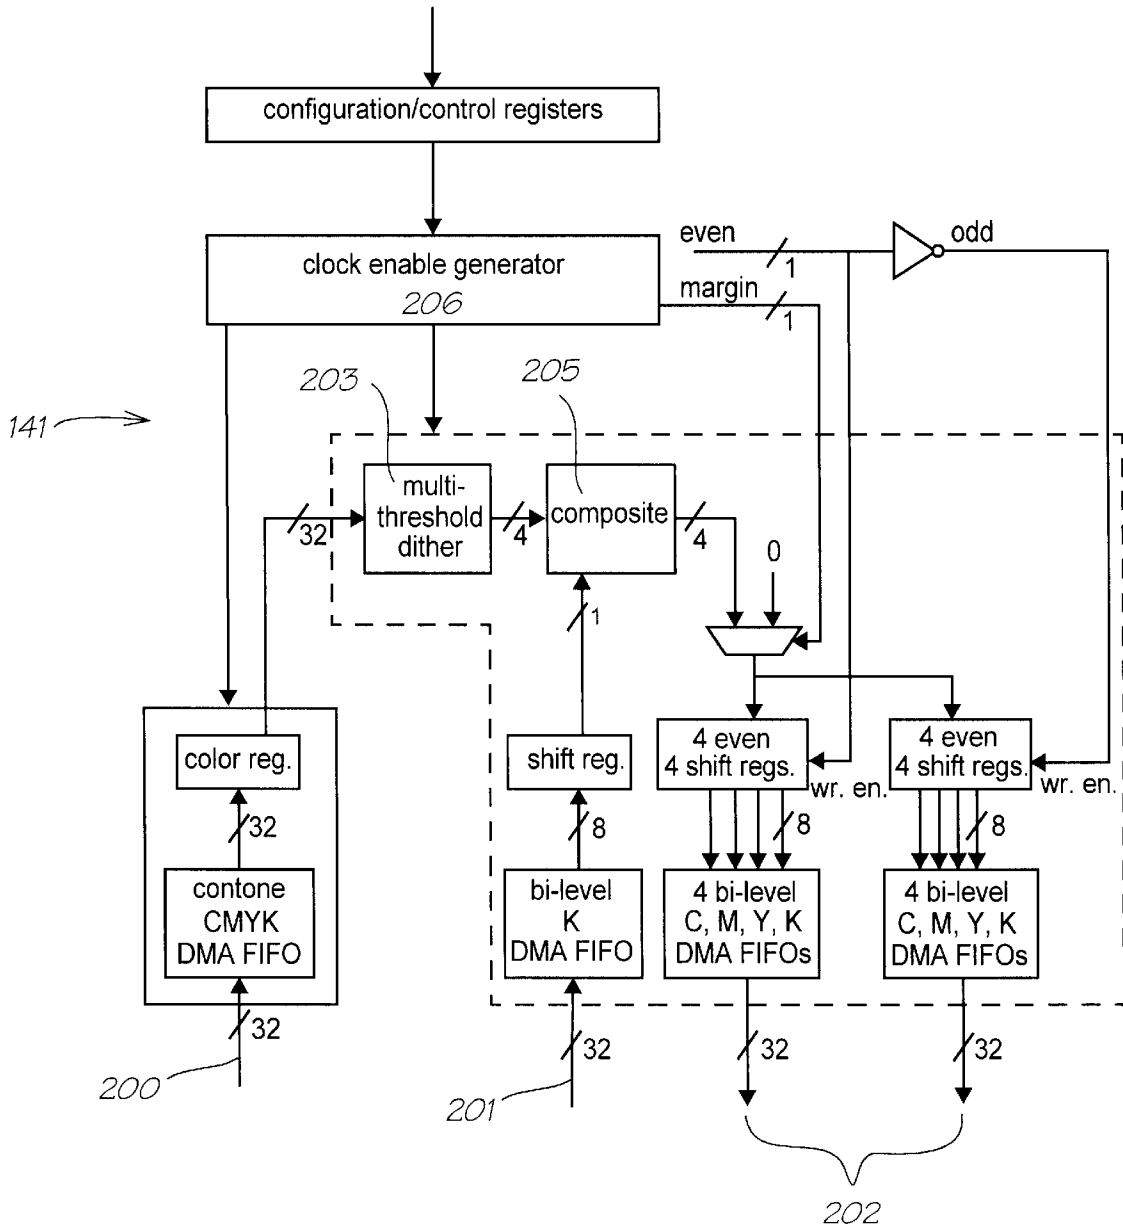 configuration/control registers
clock enable generator
206
even
1
odd
margin
1
203
205
141
multi-
threshold
dither
composite
32
4
4
0
1
color reg.
shift reg.
4 even
4 shift regs.
wr. en.
4 even
4 shift regs.
wr. en.
32
8
8
8
contone
CMYK
DMA FIFO
bi-level
K
DMA FIFO
4 bi-level
C, M, Y, K
DMA FIFOs
4 bi-level
C, M, Y, K
DMA FIFOs
32
32
32
32
200
201
202